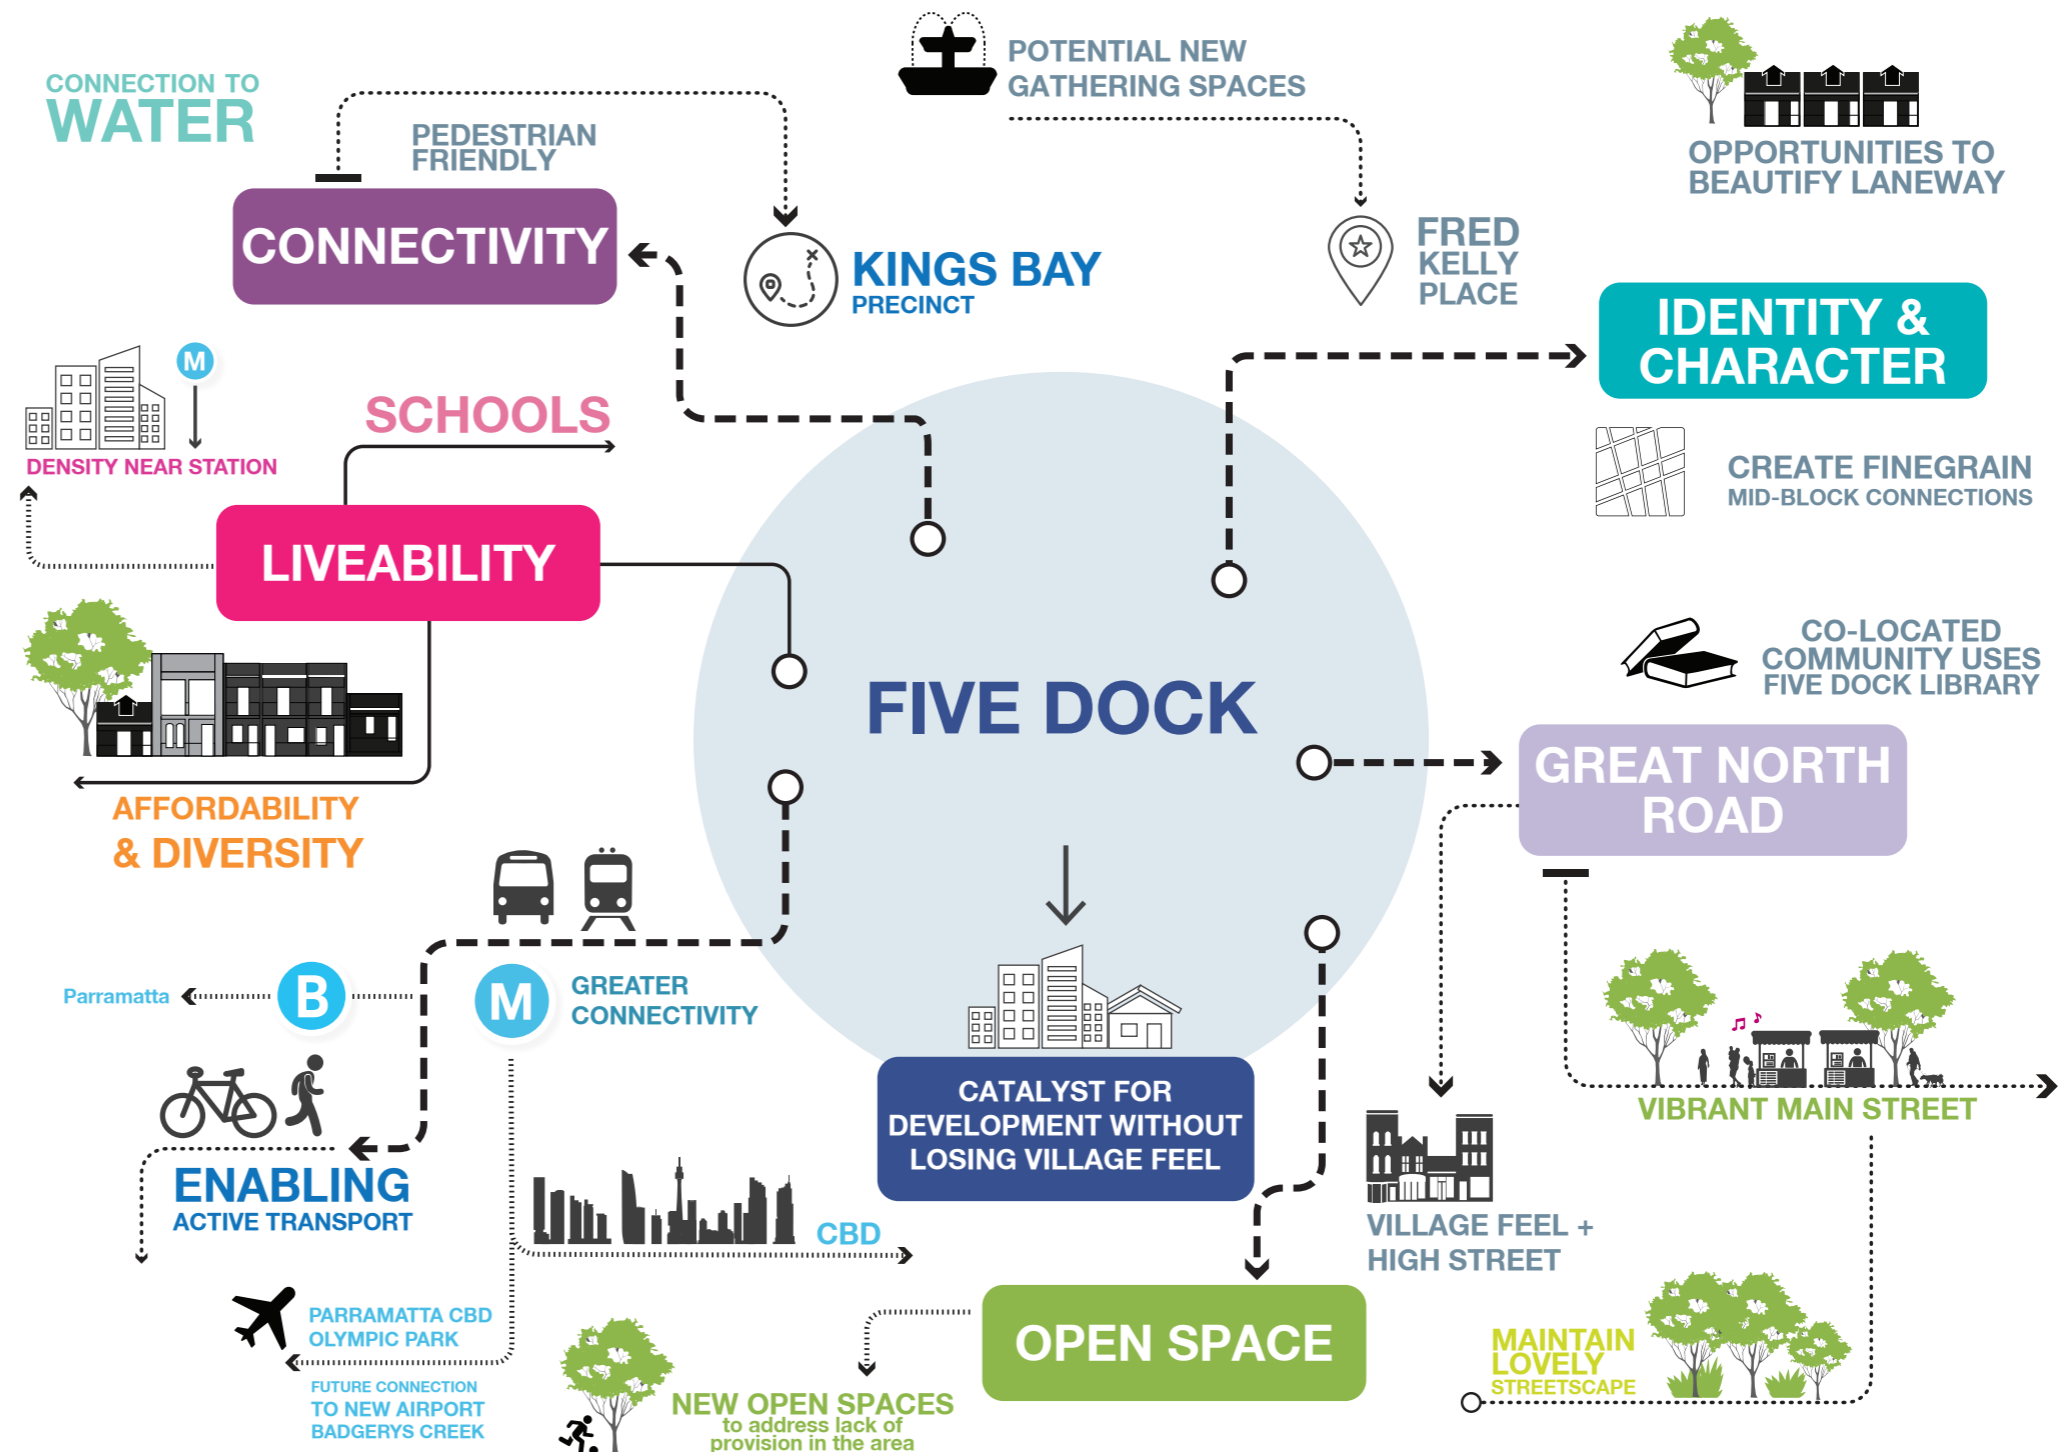 CONNECTION TO
WATER
PEDESTRIAN
FRIENDLY
CONNECTIVITY
KINGS BAY
PRECINCT
POTENTIAL NEW
GATHERING SPACES
FRED
KELLY
PLACE
OPPORTUNITIES TO
BEAUTIFY LANEWAY
IDENTITY &
CHARACTER
CREATE FINEGRAIN
MID-BLOCK CONNECTIONS
M
DENSITY NEAR STATION
SCHOOLS
LIVEABILITY
AFFORDABILITY
& DIVERSITY
FIVE DOCK
CO-LOCATED
COMMUNITY USES
FIVE DOCK LIBRARY
GREAT NORTH
ROAD
Parramatta
B
M
GREATER
CONNECTIVITY
ENABLING
ACTIVE TRANSPORT
CBD
PARRAMATTA CBD
OLYMPIC PARK
FUTURE CONNECTION
TO NEW AIRPORT
BADGERYS CREEK
CATALYST FOR
DEVELOPMENT WITHOUT
LOSING VILLAGE FEEL
VILLAGE FEEL +
HIGH STREET
VIBRANT MAIN STREET
MAINTAIN
LOVELY
STREETSCAPE
OPEN SPACE
NEW OPEN SPACES
to address lack of
provision in the area